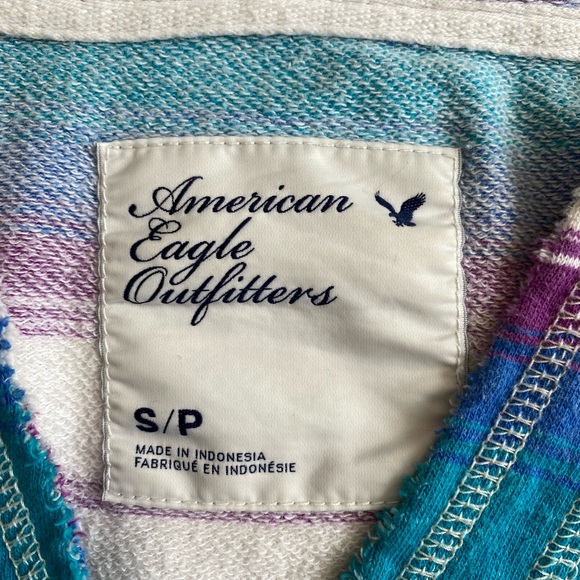 American
Eagle
Outfitters
S/P
MADE IN INDONESIA
FABRIQUÉ EN INDONÉSIE